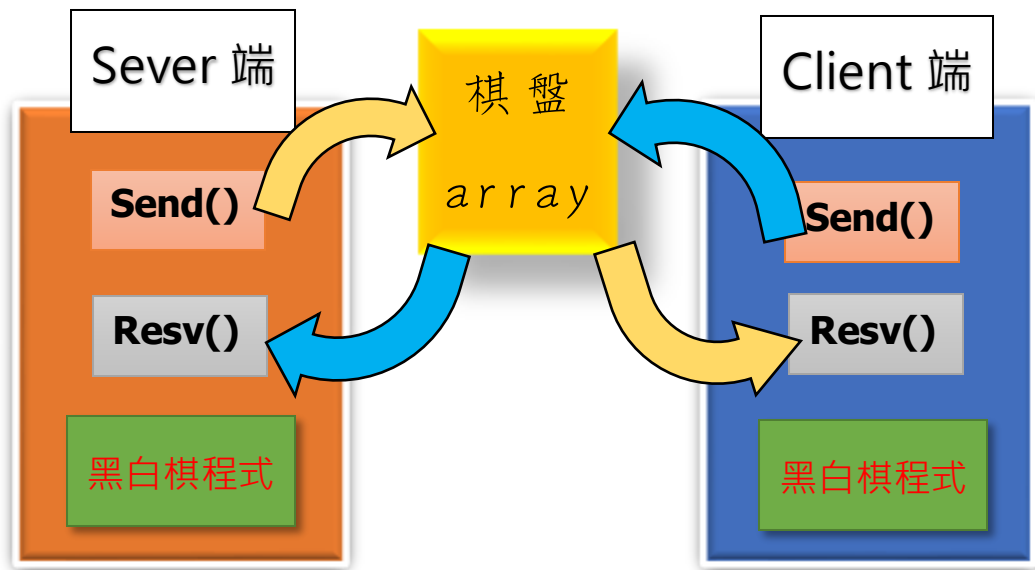 Sever 端
Send()
Resv()
黑白棋程式
棋盤
array
Client 端
Send()
Resv()
黑白棋程式